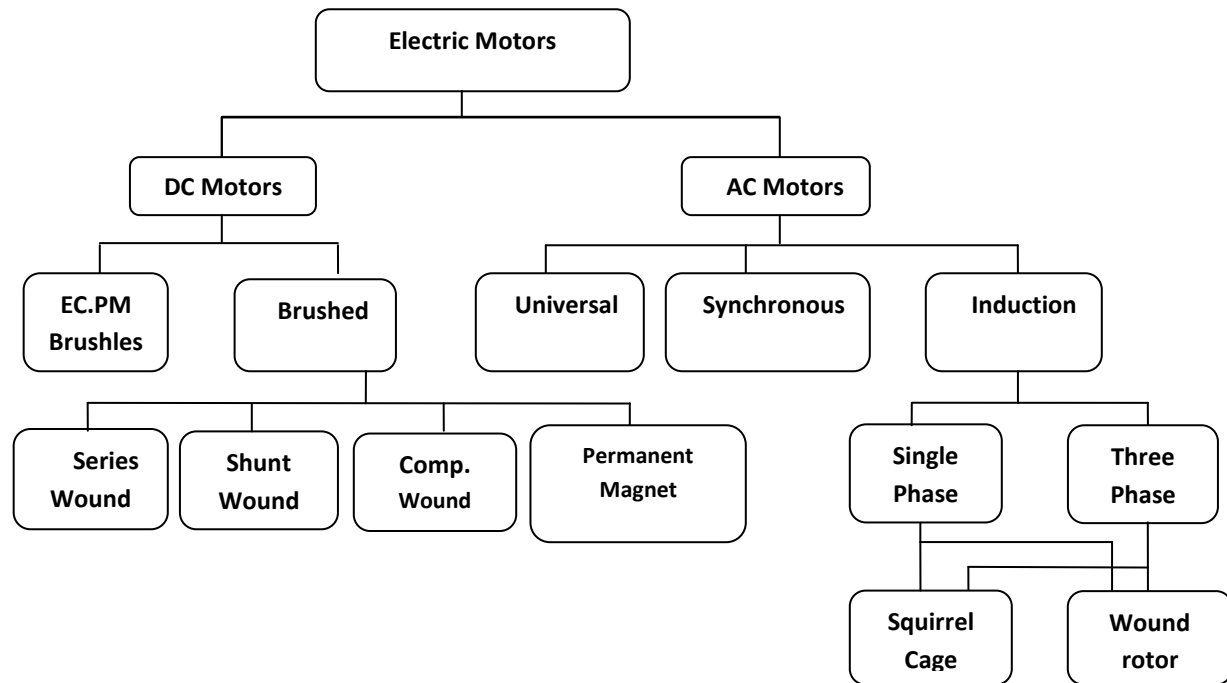 Electric Motors
DC Motors
AC Motors
EC.PM
Brushles
Brushed
Universal
Synchronous
Induction
Series
Wound
Shunt
Wound
Comp.
Wound
Permanent
Magnet
Single
Phase
Three
Phase
Squirrel
Cage
Wound
rotor